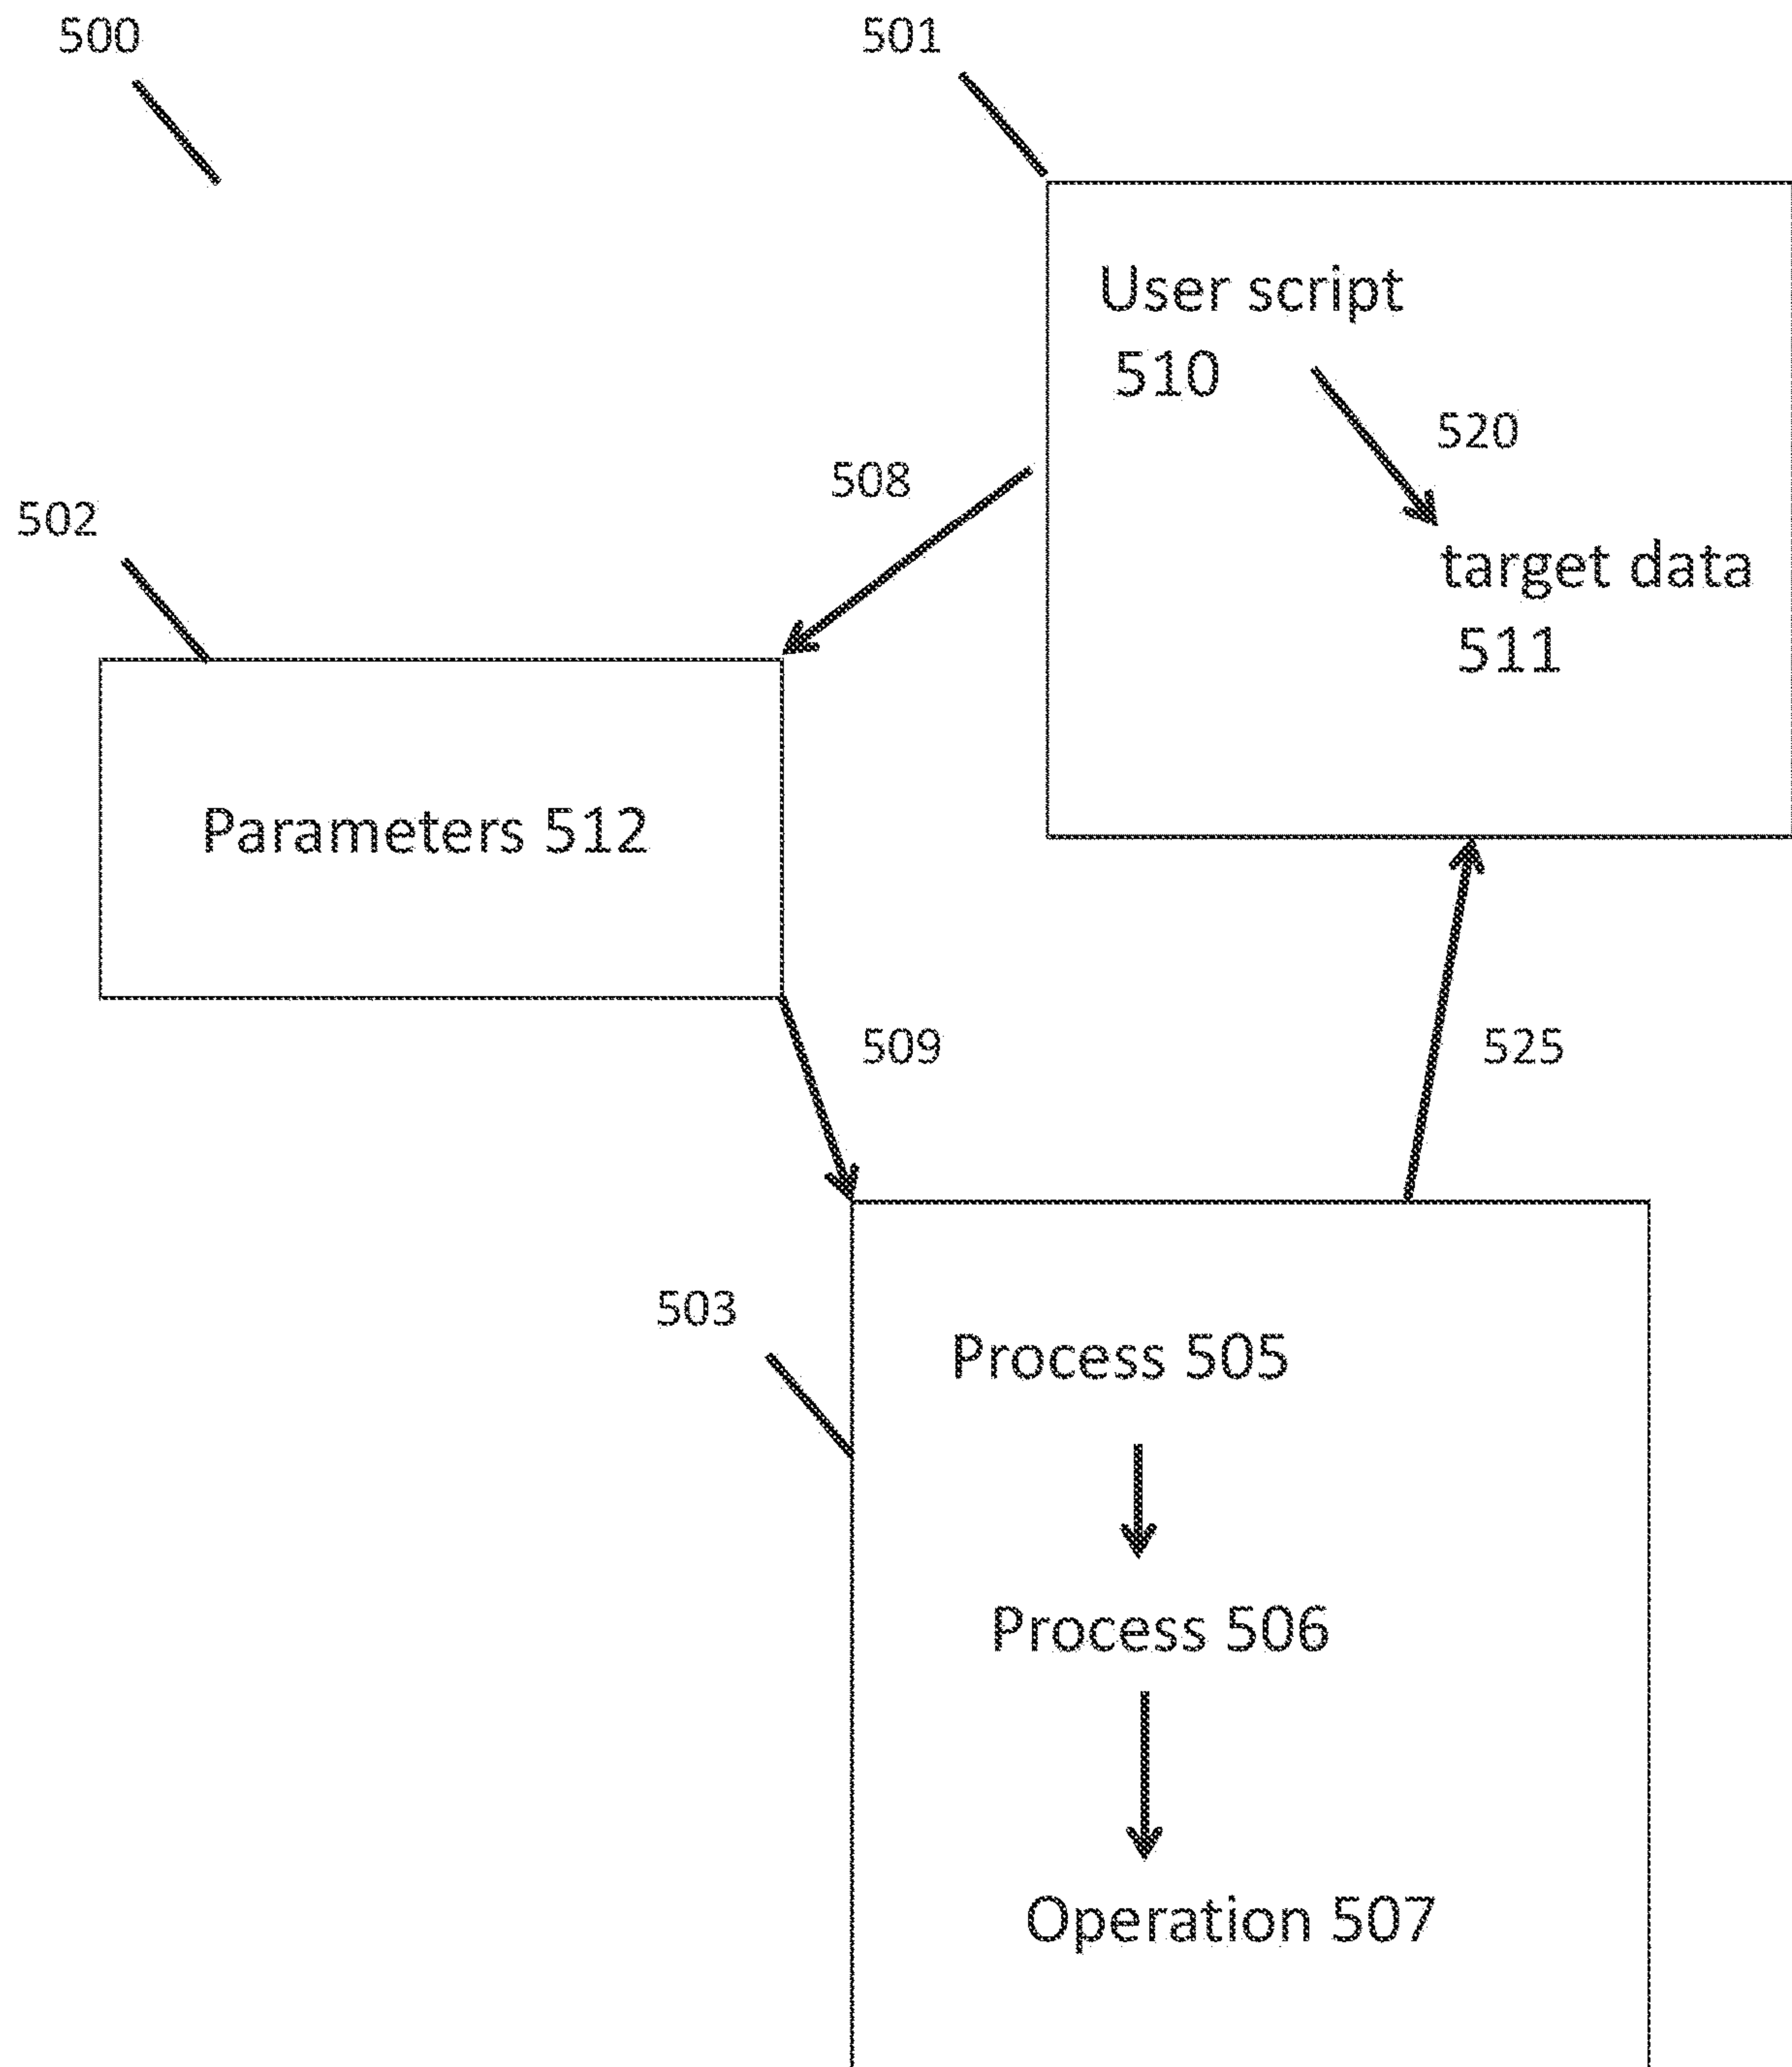 500
501
User script
510
520
508
502
target data
511
Parameters 512
509
525
503
Process 505
Process 506
Operation 507